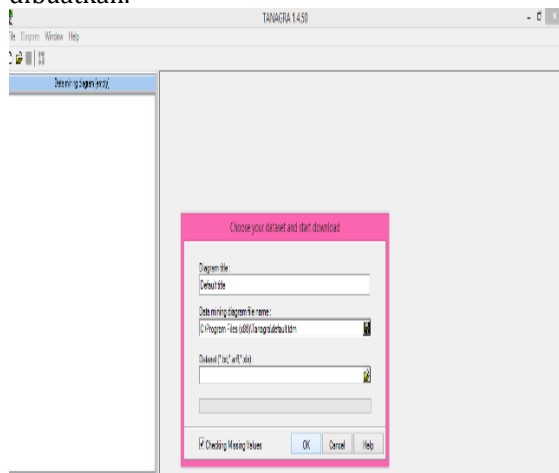 dibuatkan.
TANAGRA 1.4.50
File Diagram Window Help
Data mining diagram (empty)
Choose your dataset and start download
Diagram title :
Default title
Data mining diagram file name :
C:\Program Files (x86)\Tanagra\default.tdm
Dataset (*.txt,*.arff,*.xls) :
Checking Missing Values
OK Cancel Help